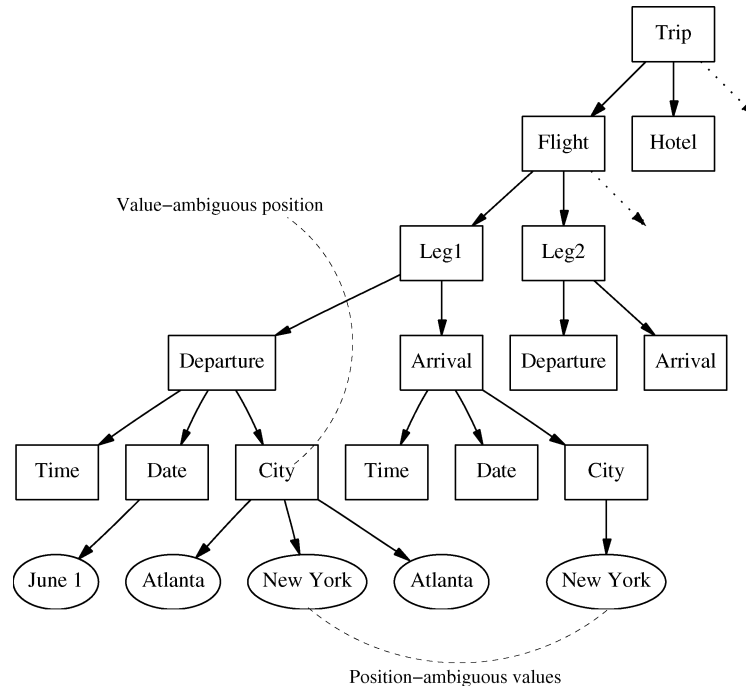 Trip
Flight
Hotel
Value−ambiguous position
Leg1
Leg2
Departure
Arrival
Departure
Arrival
Time
Date
City
Time
Date
City
June 1
Atlanta
New York
Atlanta
New York
Position−ambiguous values